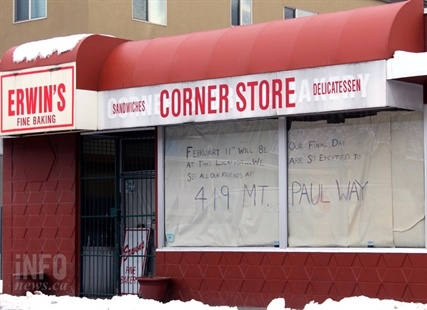 ERWIN'S
FINE BAKING
SANDWICHES
CORNER STORE
DELICATESSEN
FEBRUARY 11TH WILL BE
OUR FINAL DAY
AT THIS LOCATION...WE
ARE SO EXCITED TO
SEE ALL OUR FRIENDS AT
419 MT. PAUL WAY
FINE
iNFO
news.ca